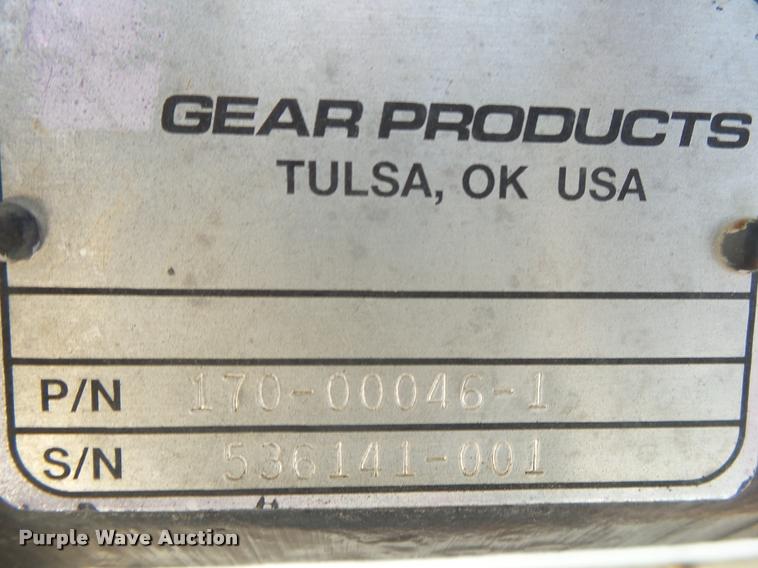 GEAR PRODUCTS
TULSA, OK USA
P/N 170-00046-1
S/N 536141-001
Purple Wave Auction